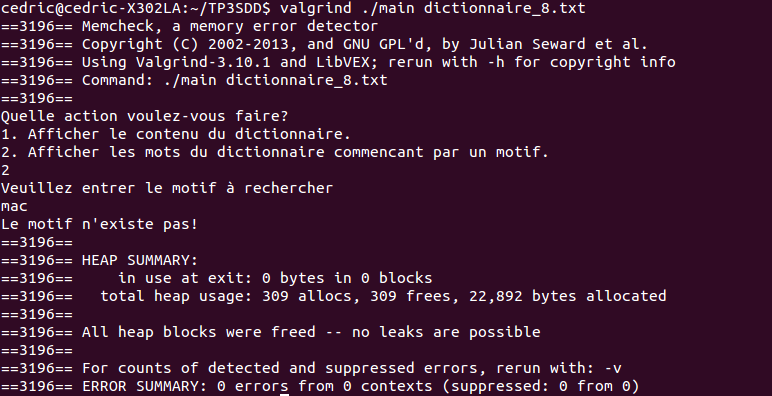 cedric@cedric-X302LA:~/TP3SDD$ valgrind ./main dictionnaire_8.txt
==3196== Memcheck, a memory error detector
==3196== Copyright (C) 2002-2013, and GNU GPL'd, by Julian Seward et al.
==3196== Using Valgrind-3.10.1 and LibVEX; rerun with -h for copyright info
==3196== Command: ./main dictionnaire_8.txt
==3196==
Quelle action voulez-vous faire?
1. Afficher le contenu du dictionnaire.
2. Afficher les mots du dictionnaire commencant par un motif.
2
Veuillez entrer le motif à rechercher
mac
Le motif n'existe pas!
==3196==
==3196== HEAP SUMMARY:
==3196==     in use at exit: 0 bytes in 0 blocks
==3196==   total heap usage: 309 allocs, 309 frees, 22,892 bytes allocated
==3196==
==3196== All heap blocks were freed -- no leaks are possible
==3196==
==3196== For counts of detected and suppressed errors, rerun with: -v
==3196== ERROR SUMMARY: 0 errors from 0 contexts (suppressed: 0 from 0)